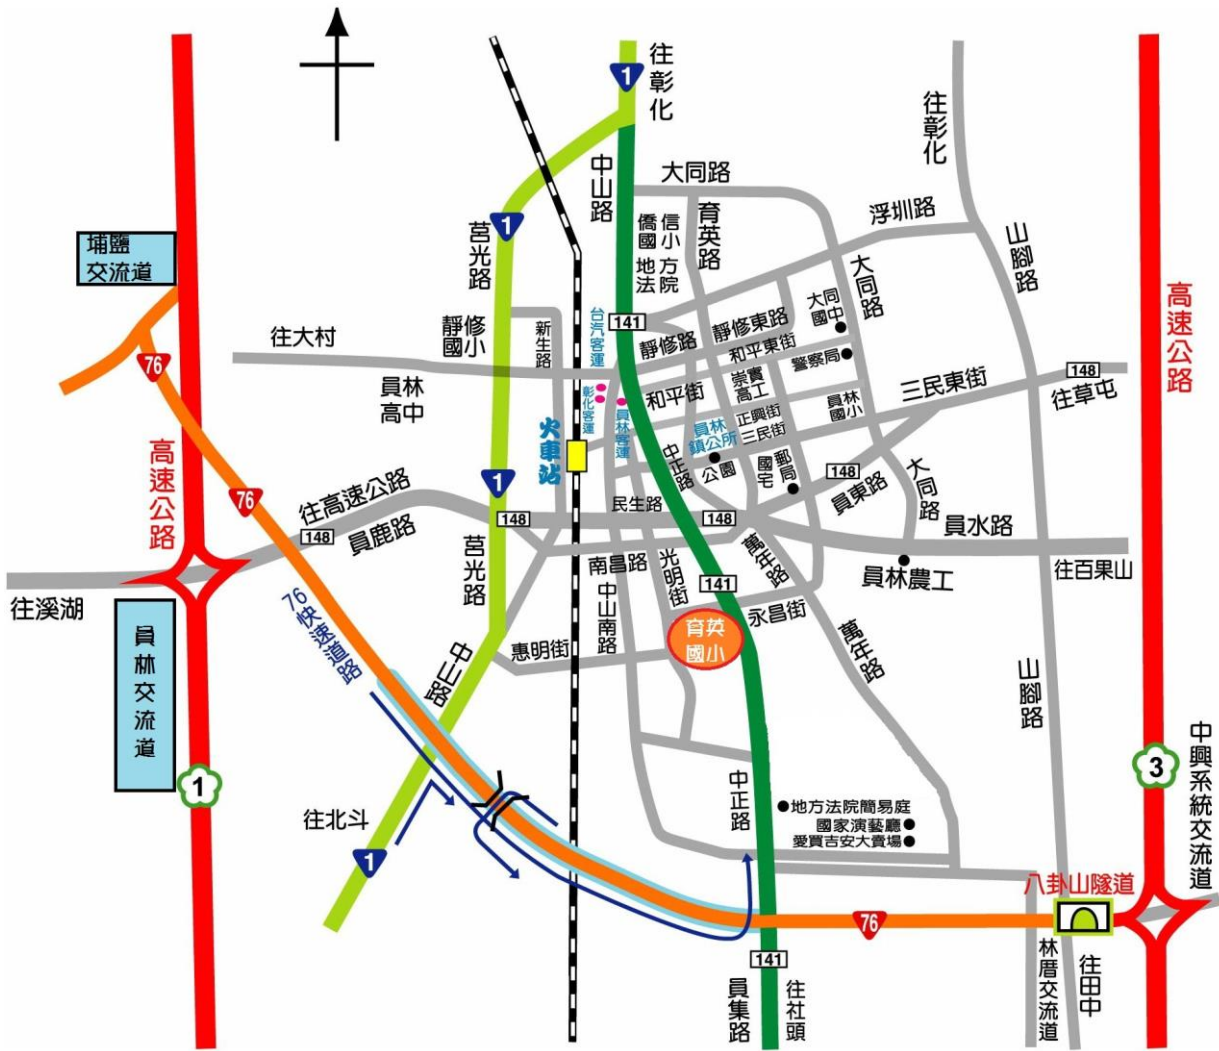 往彰化
1
往彰化
中山路
大同路
育英路
浮圳路
山腳路
1
莒光路
僑信
國小
地方
法院
埔鹽
交流道
大同路
大同
國中
高速公路
台汽客運
141
靜修東路
新生路
靜修
國小
往大村
靜修路
和平東街
警察局
76
148
三民東街
往草屯
員林
高中
崇實
高工
和平街
彰化客運
員林客運
員林
國小
正興街
三民街
員林
鎮公所
火車站
中正路
公園
國宅
郵局
148
員東路
大同路
高速公路
76
1
往高速公路
148
員鹿路
148
民生路
148
員水路
莒光路
南昌路
光明街
萬年路
員林農工
往百果山
141
往溪湖
76快速道路
中山南路
永昌街
育英
國小
惠明街
萬年路
中山路
員林交流道
山腳路
中興系統交流道
3
1
中正路
地方法院簡易庭
國家演藝廳
愛買吉安大賣場
往北斗
1
八卦山隧道
76
141
員集路
往社頭
林厝交流道
往田中